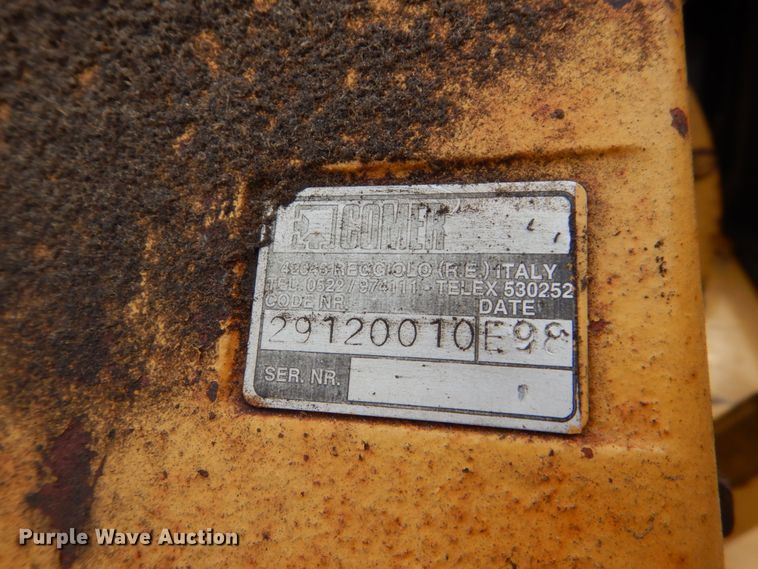 COMER
REGGIOLO (R.E.) ITALY
TEL. 0522 / 974111 - TELEX 530252
CODE NR. DATE
29120010 E98
SER. NR.
Purple Wave Auction